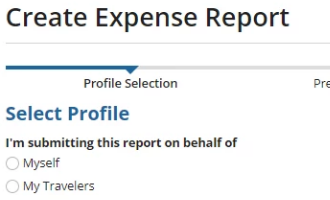 Create Expense Report
Profile Selection
Select Profile
I'm submitting this report on behalf of
Myself
My Travelers